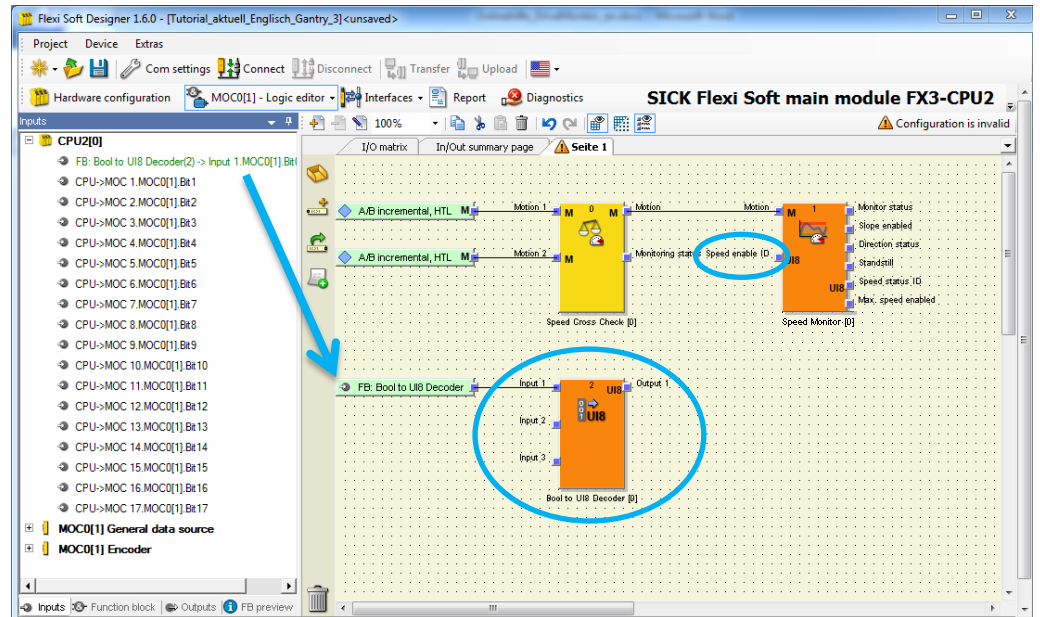 Flexi Soft Designer 1.6.0 - [Tutorial_aktuell_Englisch_Gantry_3]<unsaved>
Project Device Extras
Com settings Connect Disconnect Transfer Upload
Hardware configuration MOC0[1] - Logic editor Interfaces Report Diagnostics SICK Flexi Soft main module FX3-CPU2
Inputs 100% Configuration is invalid
I/O matrix In/Out summary page Seite 1
CPU2[0]
FB: Bool to UI8 Decoder(2) -> Input 1.MOC0[1].Bit
CPU->MOC 1.MOC0[1].Bit1
CPU->MOC 2.MOC0[1].Bit2
CPU->MOC 3.MOC0[1].Bit3
CPU->MOC 4.MOC0[1].Bit4
CPU->MOC 5.MOC0[1].Bit5
CPU->MOC 6.MOC0[1].Bit6
CPU->MOC 7.MOC0[1].Bit7
CPU->MOC 8.MOC0[1].Bit8
CPU->MOC 9.MOC0[1].Bit9
CPU->MOC 10.MOC0[1].Bit10
CPU->MOC 11.MOC0[1].Bit11
CPU->MOC 12.MOC0[1].Bit12
CPU->MOC 13.MOC0[1].Bit13
CPU->MOC 14.MOC0[1].Bit14
CPU->MOC 15.MOC0[1].Bit15
CPU->MOC 16.MOC0[1].Bit16
CPU->MOC 17.MOC0[1].Bit17
MOC0[1] General data source
MOC0[1] Encoder
Inputs Function block Outputs FB preview
A/B incremental, HTL M Motion 1 M 0 M Motion Motion M 1 Monitor status
Slope enabled
Direction status
A/B incremental, HTL M Motion 2 M Monitoring status Speed enable ID UI8 Standstill
UI8 Speed status ID
Max. speed enabled
Speed Cross Check [0] Speed Monitor [0]
FB: Bool to UI8 Decoder Input 1 2 UI8 Output 1
0 0 1 UI8
Input 2
Input 3
Bool to UI8 Decoder [0]